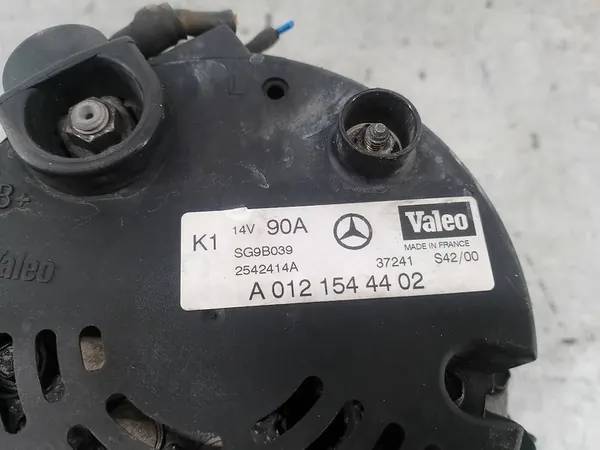 L
B+
Valeo
K1 14V 90A Valeo
MADE IN FRANCE
SG9B039 37241 S42/00
2542414A
A 012 154 44 02